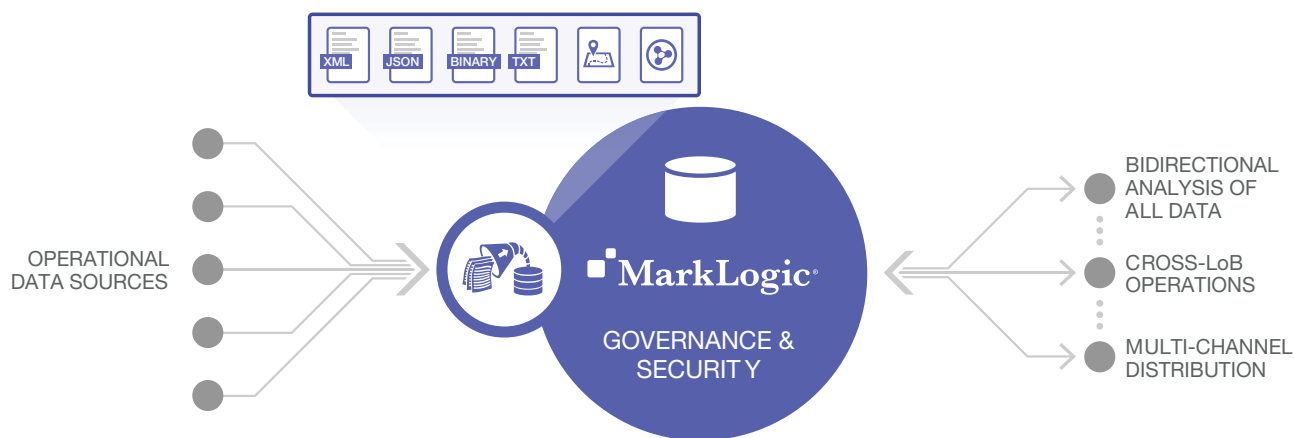 XML
JSON
BINARY
TXT
OPERATIONAL
DATA SOURCES
MarkLogic®
GOVERNANCE &
SECURITY
BIDIRECTIONAL
ANALYSIS OF
ALL DATA
CROSS-LoB
OPERATIONS
MULTI-CHANNEL
DISTRIBUTION